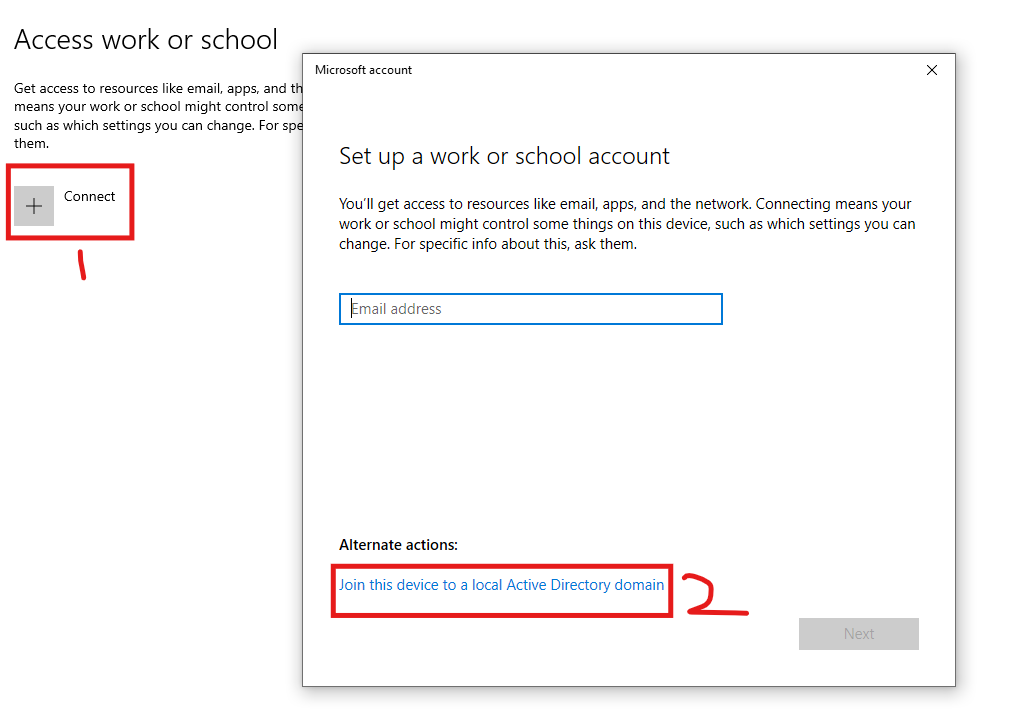 Access work or school
Get access to resources like email, apps, and th
means your work or school might control some
such as which settings you can change. For spe
them.
Connect
1
Microsoft account
Set up a work or school account
You'll get access to resources like email, apps, and the network. Connecting means your
work or school might control some things on this device, such as which settings you can
change. For specific info about this, ask them.
Email address
Alternate actions:
Join this device to a local Active Directory domain
2
Next